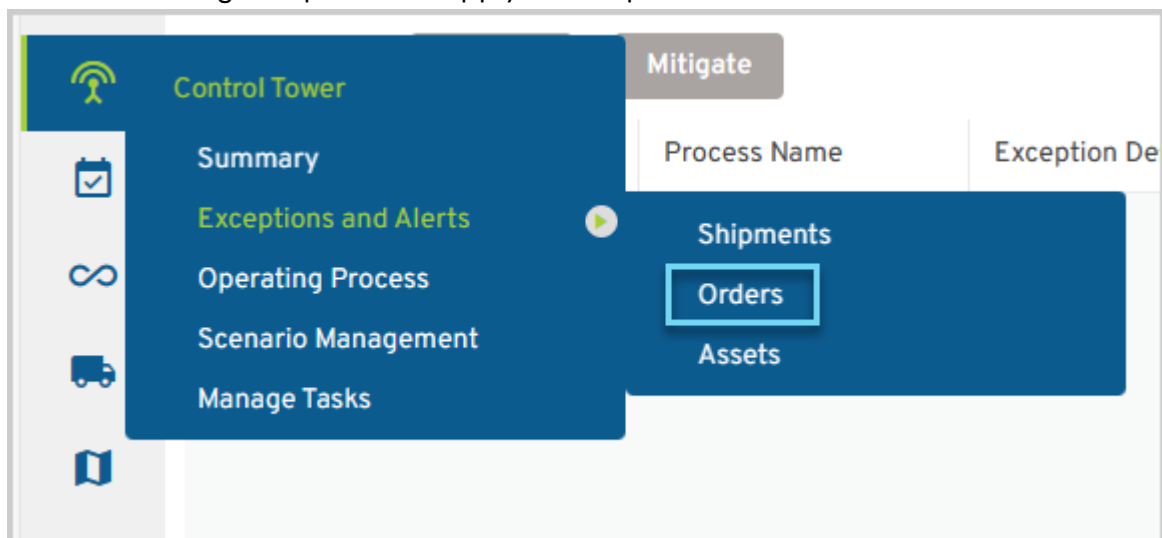 Mitigate
Control Tower
Process Name
Exception De
Summary
Exceptions and Alerts
Shipments
Operating Process
Orders
Scenario Management
Assets
Manage Tasks